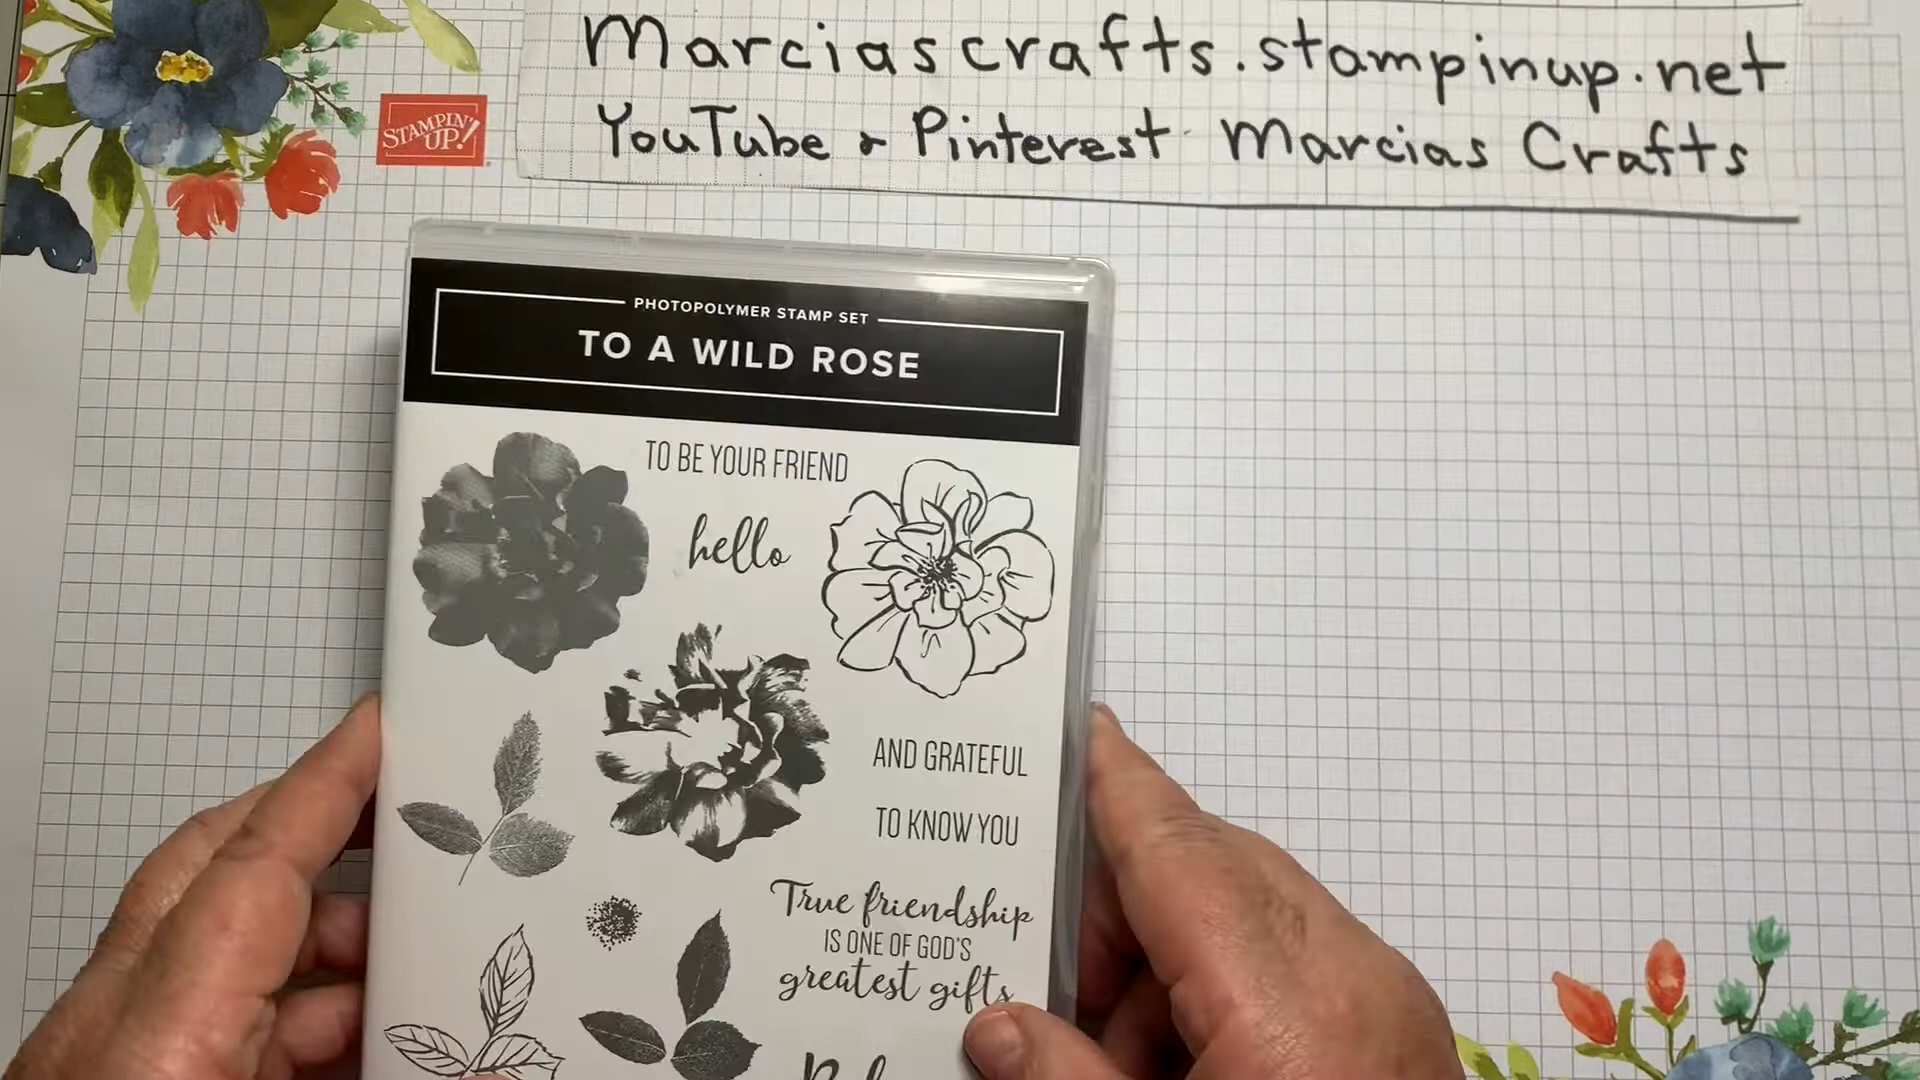 Marciascrafts.stampinup.net
YouTube & Pinterest Marcias Crafts
STAMPIN'
UP!
PHOTOPOLYMER STAMP SET
TO A WILD ROSE
TO BE YOUR FRIEND
hello
AND GRATEFUL
TO KNOW YOU
True friendship
IS ONE OF GOD'S
greatest gifts